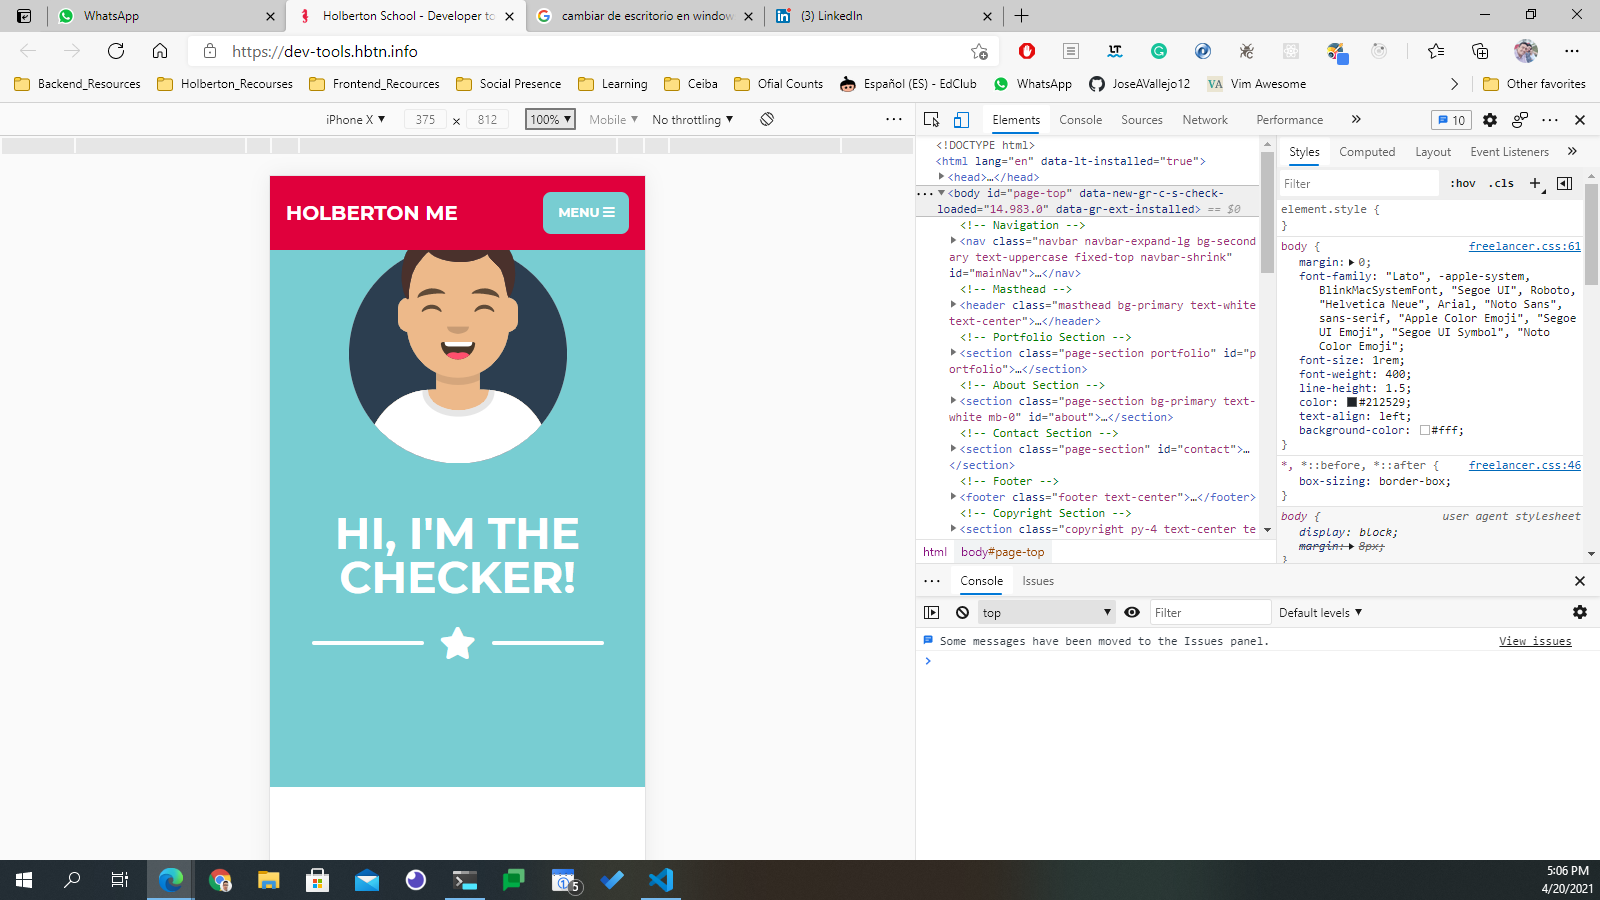 WhatsApp
Holberton School - Developer to
cambiar de escritorio en window
(3) LinkedIn
https://dev-tools.hbtn.info
Backend_Resources
Holberton_Recourses
Frontend_Recources
Social Presence
Learning
Ceiba
Ofial Counts
Español (ES) - EdClub
WhatsApp
JoseAVallejo12
Vim Awesome
Other favorites
iPhone X ▼ 375 × 812 100% ▼ Mobile ▼ No throttling ▼
HOLBERTON ME
MENU
HI, I'M THE
CHECKER!
Elements Console Sources Network Performance » 10
<!DOCTYPE html>
<html lang="en" data-lt-installed="true">
<head>…</head>
<body id="page-top" data-new-gr-c-s-check-
loaded="14.983.0" data-gr-ext-installed> == $0
<!-- Navigation -->
<nav class="navbar navbar-expand-lg bg-second
ary text-uppercase fixed-top navbar-shrink"
id="mainNav">…</nav>
<!-- Masthead -->
<header class="masthead bg-primary text-white
text-center">…</header>
<!-- Portfolio Section -->
<section class="page-section portfolio" id="p
ortfolio">…</section>
<!-- About Section -->
<section class="page-section bg-primary text-
white mb-0" id="about">…</section>
<!-- Contact Section -->
<section class="page-section" id="contact">…
</section>
<!-- Footer -->
<footer class="footer text-center">…</footer>
<!-- Copyright Section -->
<section class="copyright py-4 text-center te
html body#page-top
Styles Computed Layout Event Listeners »
Filter :hov .cls +
element.style {
}
body { freelancer.css:61
margin: 0;
font-family: "Lato", -apple-system,
BlinkMacSystemFont, "Segoe UI", Roboto,
"Helvetica Neue", Arial, "Noto Sans",
sans-serif, "Apple Color Emoji", "Segoe
UI Emoji", "Segoe UI Symbol", "Noto
Color Emoji";
font-size: 1rem;
font-weight: 400;
line-height: 1.5;
color: #212529;
text-align: left;
background-color: #fff;
}
*, *::before, *::after { freelancer.css:46
box-sizing: border-box;
}
body { user agent stylesheet
display: block;
margin: 8px;
}
Console Issues
top ▼ Filter Default levels ▼
Some messages have been moved to the Issues panel. View issues
5
5:06 PM
4/20/2021